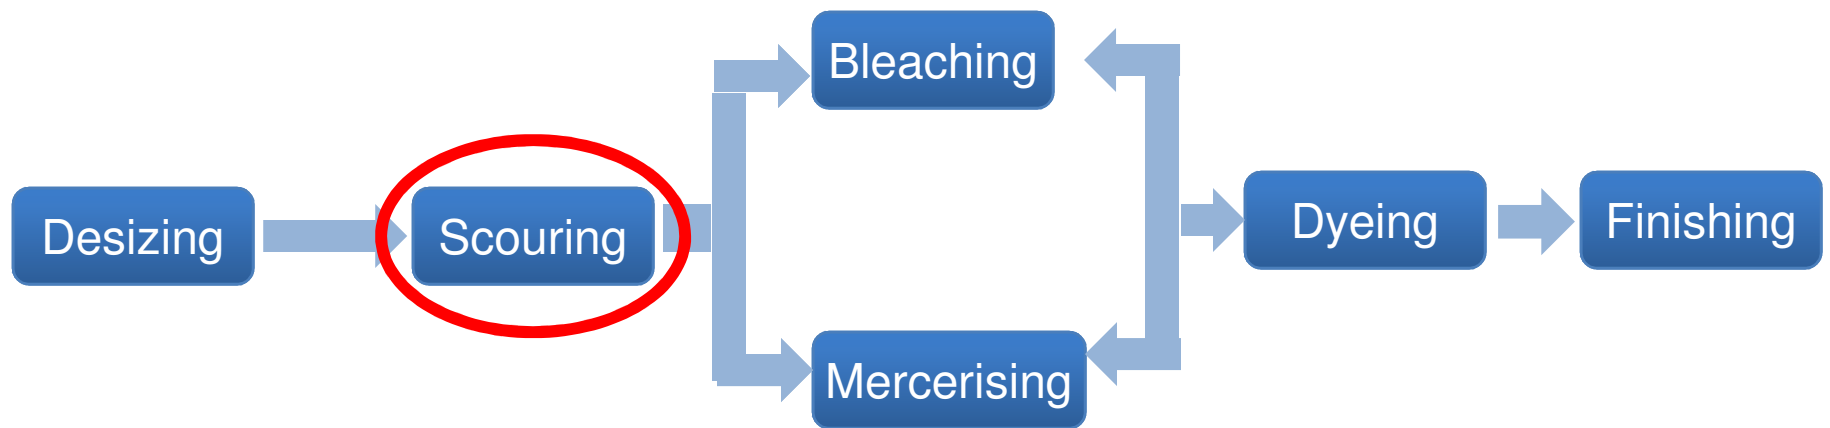 Desizing
Scouring
Bleaching
Mercerising
Dyeing
Finishing